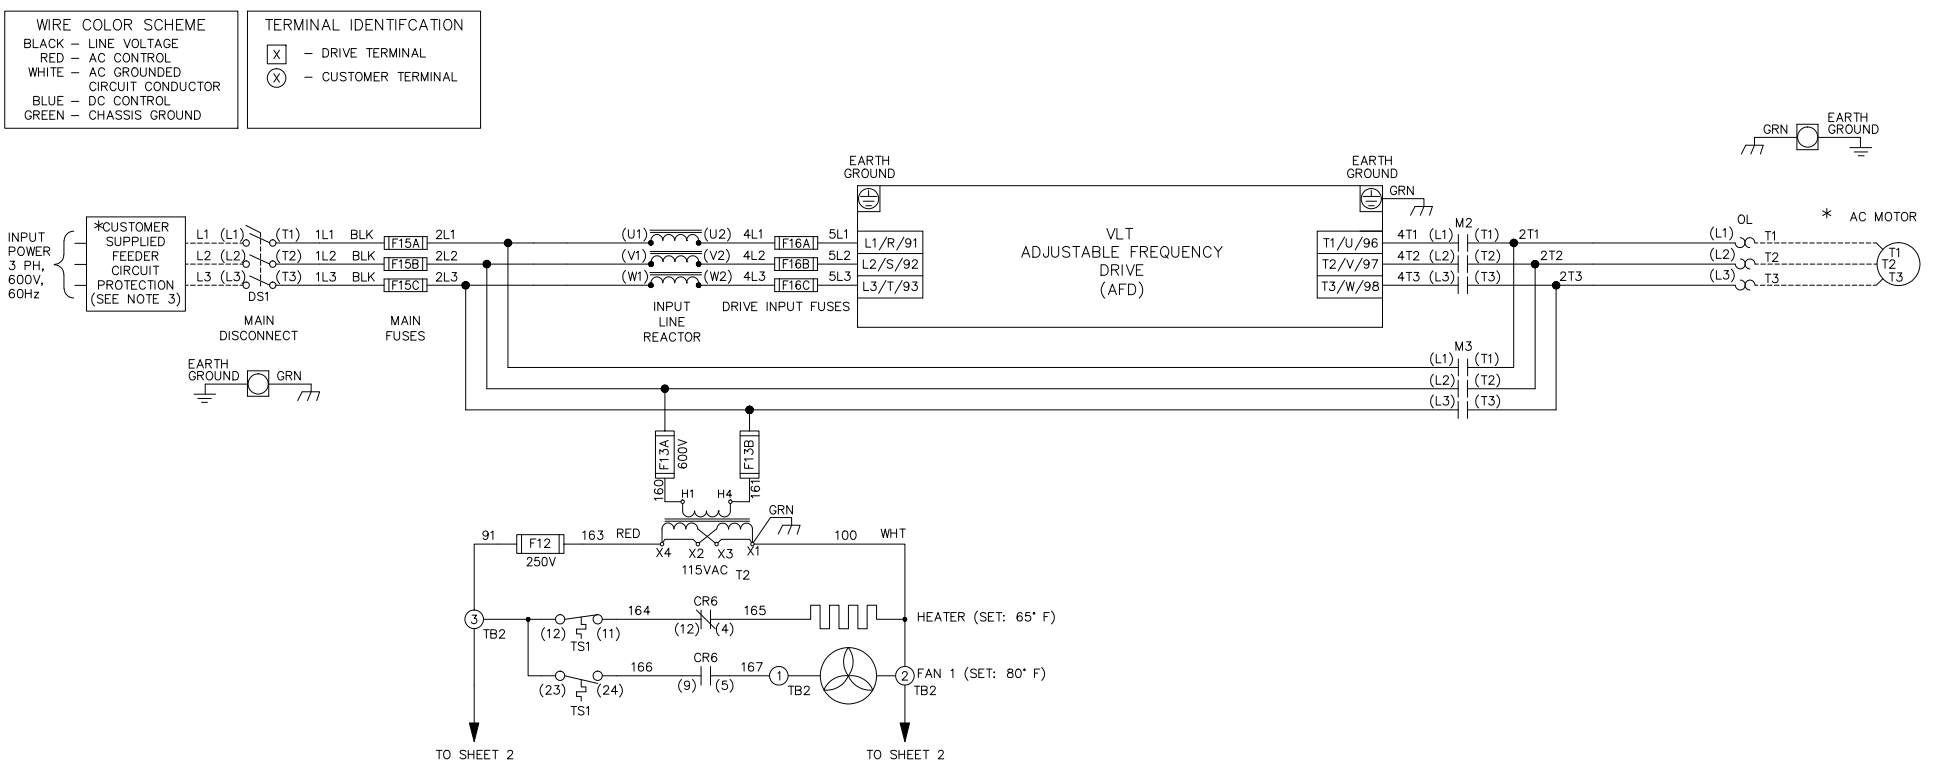 WIRE COLOR SCHEME
BLACK – LINE VOLTAGE
RED – AC CONTROL
WHITE – AC GROUNDED
CIRCUIT CONDUCTOR
BLUE – DC CONTROL
GREEN – CHASSIS GROUND
TERMINAL IDENTIFCATION
X – DRIVE TERMINAL
X – CUSTOMER TERMINAL
GRN
EARTH
GROUND
EARTH
GROUND
EARTH
GROUND
GRN
INPUT
POWER
3 PH,
600V,
60Hz
*CUSTOMER
SUPPLIED
FEEDER
CIRCUIT
PROTECTION
(SEE NOTE 3)
L1 (L1) (T1) 1L1 BLK F15A 2L1 (U1) (U2) 4L1 F16A 5L1 L1/R/91
L2 (L2) (T2) 1L2 BLK F15B 2L2 (V1) (V2) 4L2 F16B 5L2 L2/S/92
L3 (L3) (T3) 1L3 BLK F15C 2L3 (W1) (W2) 4L3 F16C 5L3 L3/T/93
DS1
MAIN
DISCONNECT
MAIN
FUSES
INPUT
LINE
REACTOR
DRIVE INPUT FUSES
VLT
ADJUSTABLE FREQUENCY
DRIVE
(AFD)
M2
OL
* AC MOTOR
T1/U/96 4T1 (L1) (T1) 2T1 (L1) T1 T1
T2/V/97 4T2 (L2) (T2) 2T2 (L2) T2 T2
T3/W/98 4T3 (L3) (T3) 2T3 (L3) T3 T3
M3
(L1) (T1)
(L2) (T2)
(L3) (T3)
EARTH
GROUND
GRN
F13A
600V
F13B
160
161
H1 H4
GRN
91 F12 163 RED
250V
X4 X2 X3 X1
100 WHT
115VAC T2
3
TB2
(12) (11)
TS1
164
CR6
(12) (4)
165
HEATER (SET: 65° F)
(23) (24)
TS1
166
CR6
(9) (5)
167
1
TB2
2
TB2
FAN 1 (SET: 80° F)
TO SHEET 2
TO SHEET 2